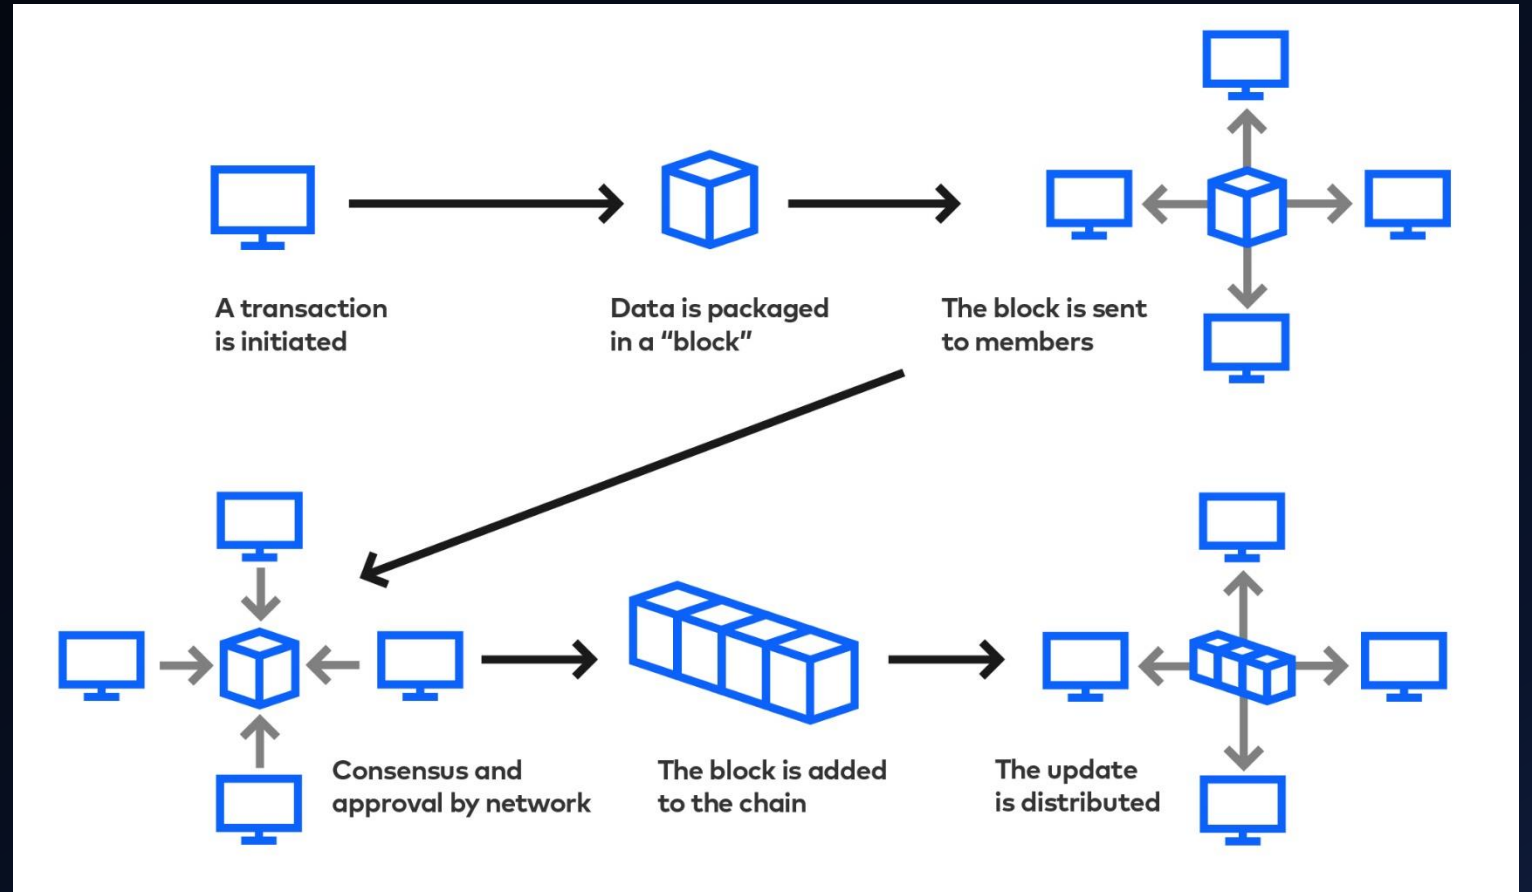 A transaction
is initiated
Data is packaged
in a “block”
The block is sent
to members
Consensus and
approval by network
The block is added
to the chain
The update
is distributed